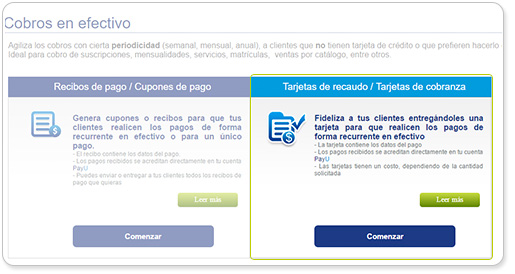 Cobros en efectivo
Agiliza los cobros con cierta periodicidad (semanal, mensual, anual), a clientes que no tienen tarjeta de crédito o que prefieren hacerlo
Ideal para cobro de suscripciones, mensualidades, servicios, matrículas, ventas por catálogo, entre otros.
Recibos de pago / Cupones de pago
Genera cupones o recibos para que tus
clientes realicen los pagos de forma
recurrente en efectivo o para un único
pago.
- El recibo contiene los datos del pago.
- Los pagos recibidos se acreditan directamente en tu cuenta
PayU
- Puedes enviar o entregar a tus clientes todos los recibos de
pago que quieras
Leer más
Comenzar
Tarjetas de recaudo / Tarjetas de cobranza
Fideliza a tus clientes entregándoles una
tarjeta para que realicen los pagos de
forma recurrente en efectivo
- La tarjeta contiene los datos del pago
- Los pagos recibidos se acreditan directamente en tu cuenta
PayU
- Las tarjetas tienen un costo, dependiendo de la cantidad
solicitada
Leer más
Comenzar